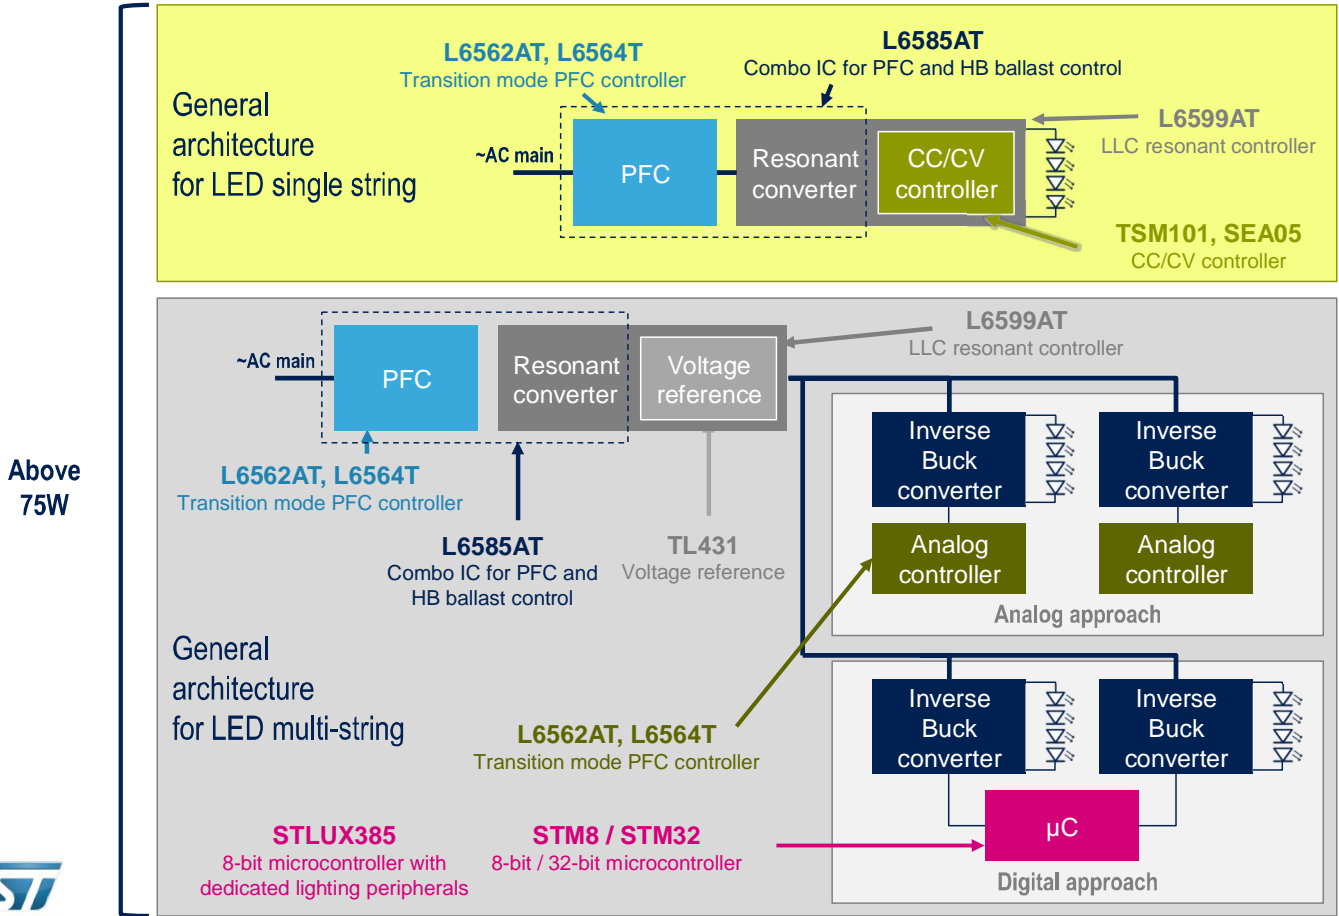 L6585AT
Combo IC for PFC and HB ballast control
L6562AT, L6564T
Transition mode PFC controller
General
architecture
for LED single string
~AC main
PFC
Resonant
converter
CC/CV
controller
L6599AT
LLC resonant controller
TSM101, SEA05
CC/CV controller
Above
75W
L6599AT
LLC resonant controller
~AC main
PFC
Resonant
converter
Voltage
reference
L6562AT, L6564T
Transition mode PFC controller
L6585AT
Combo IC for PFC and
HB ballast control
TL431
Voltage reference
Inverse
Buck
converter
Inverse
Buck
converter
Analog
controller
Analog
controller
Analog approach
General
architecture
for LED multi-string
L6562AT, L6564T
Transition mode PFC controller
Inverse
Buck
converter
Inverse
Buck
converter
µC
Digital approach
STLUX385
8-bit microcontroller with
dedicated lighting peripherals
STM8 / STM32
8-bit / 32-bit microcontroller
ST